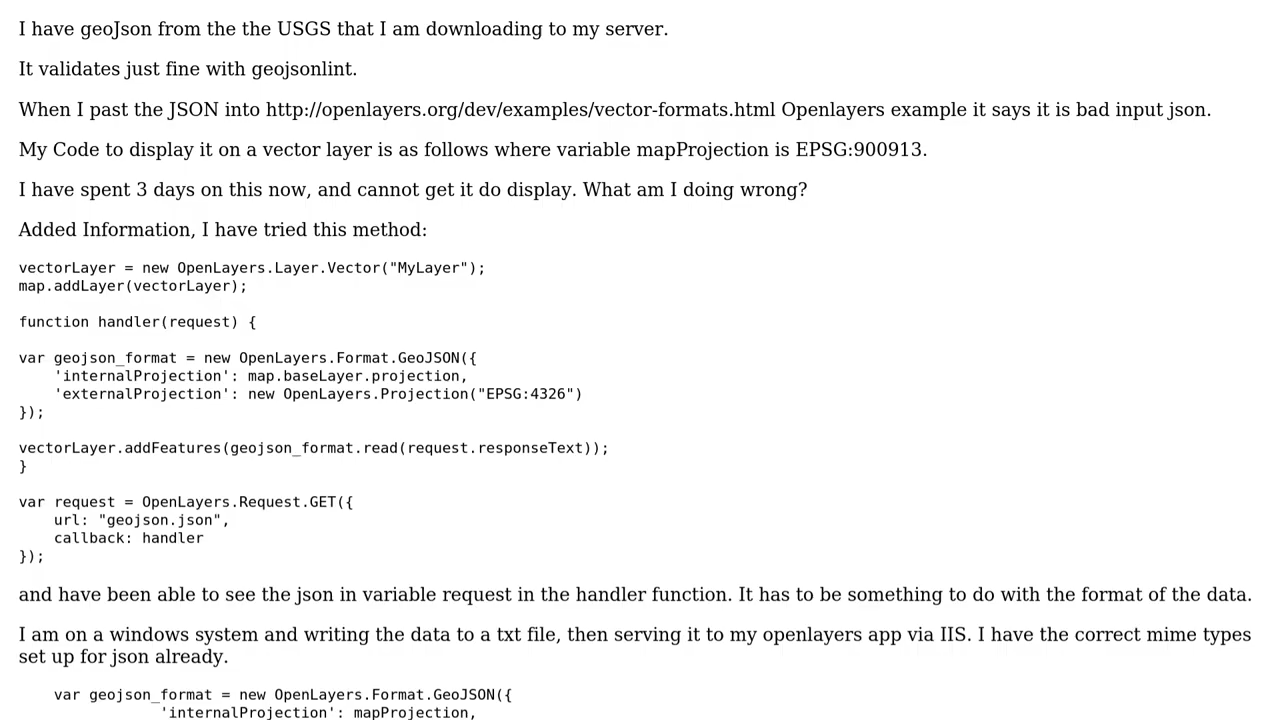 I have geoJson from the the USGS that I am downloading to my server.
It validates just fine with geojsonlint.
When I past the JSON into http://openlayers.org/dev/examples/vector-formats.html Openlayers example it says it is bad input json.
My Code to display it on a vector layer is as follows where variable mapProjection is EPSG:900913.
I have spent 3 days on this now, and cannot get it do display. What am I doing wrong?
Added Information, I have tried this method:
vectorLayer = new OpenLayers.Layer.Vector("MyLayer");
map.addLayer(vectorLayer);
function handler(request) {
var geojson_format = new OpenLayers.Format.GeoJSON({
    'internalProjection': map.baseLayer.projection,
    'externalProjection': new OpenLayers.Projection("EPSG:4326")
});
vectorLayer.addFeatures(geojson_format.read(request.responseText));
}
var request = OpenLayers.Request.GET({
    url: "geojson.json",
    callback: handler
});
and have been able to see the json in variable request in the handler function. It has to be something to do with the format of the data.
I am on a windows system and writing the data to a txt file, then serving it to my openlayers app via IIS. I have the correct mime types
set up for json already.
    var geojson_format = new OpenLayers.Format.GeoJSON({
                'internalProjection': mapProjection,